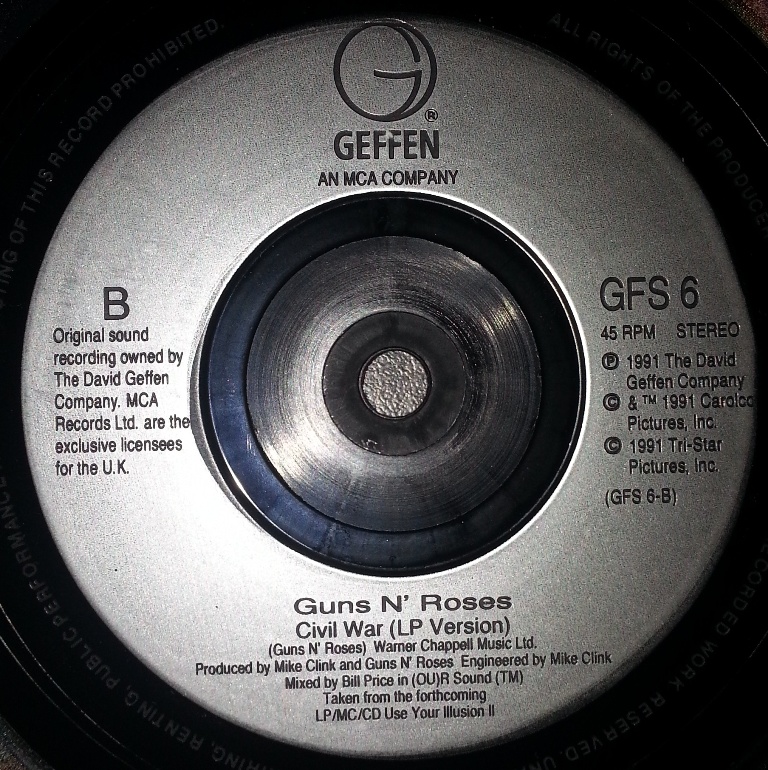 GEFFEN
AN MCA COMPANY
B
Original sound
recording owned by
The David Geffen
Company. MCA
Records Ltd. are the
exclusive licensees
for the U.K.
GFS 6
45 RPM STEREO
℗ 1991 The David
Geffen Company
© & ™ 1991 Carolco
Pictures, Inc.
© 1991 Tri-Star
Pictures, Inc.
(GFS 6-B)
Guns N' Roses
Civil War (LP Version)
(Guns N' Roses) Warner Chappell Music Ltd.
Produced by Mike Clink and Guns N' Roses Engineered by Mike Clink
Mixed by Bill Price in (OU)R Sound (TM)
Taken from the forthcoming
LP/MC/CD Use Your Illusion II
ALL RIGHTS OF THE PRODUCE
RECORDED WORK RESERVED. UN
HIRING, RENTING, PUBLIC PERFORMANCE
TING OF THIS RECORD PROHIBITED.